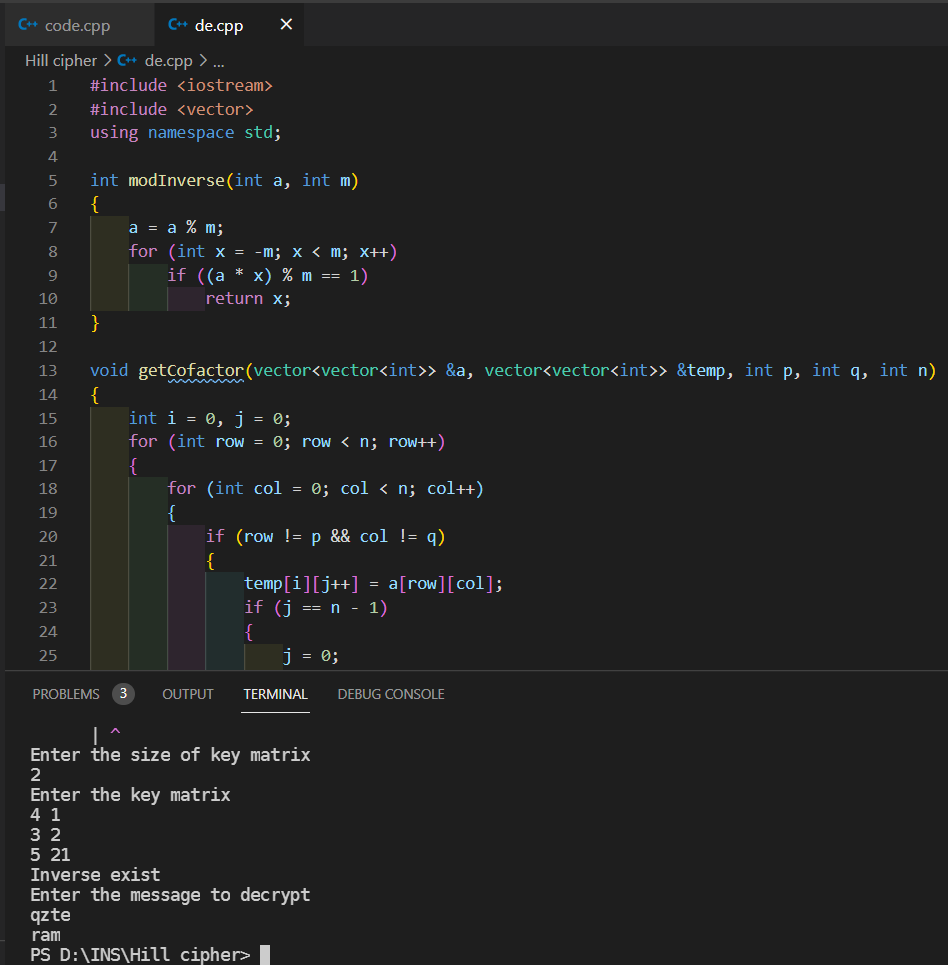 C++ code.cpp C++ de.cpp ×
Hill cipher > C++ de.cpp > ...
1 #include <iostream>
2 #include <vector>
3 using namespace std;
4
5 int modInverse(int a, int m)
6 {
7 a = a % m;
8 for (int x = -m; x < m; x++)
9 if ((a * x) % m == 1)
10 return x;
11 }
12
13 void getCofactor(vector<vector<int>> &a, vector<vector<int>> &temp, int p, int q, int n)
14 {
15 int i = 0, j = 0;
16 for (int row = 0; row < n; row++)
17 {
18 for (int col = 0; col < n; col++)
19 {
20 if (row != p && col != q)
21 {
22 temp[i][j++] = a[row][col];
23 if (j == n - 1)
24 {
25 j = 0;
PROBLEMS 3 OUTPUT TERMINAL DEBUG CONSOLE
| ^
Enter the size of key matrix
2
Enter the key matrix
4 1
3 2
5 21
Inverse exist
Enter the message to decrypt
qzte
ram
PS D:\INS\Hill cipher>